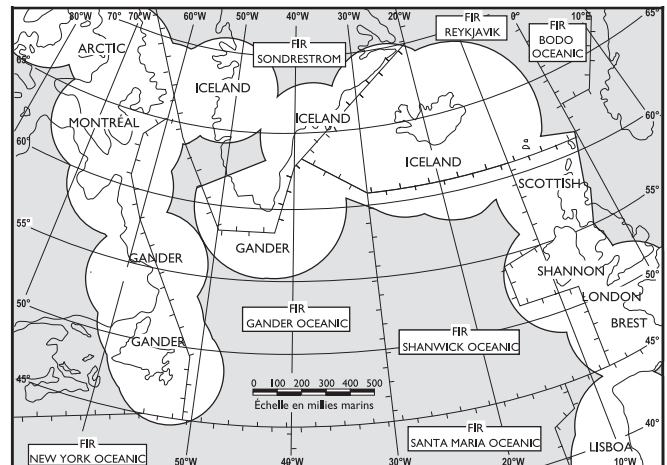 80°W 70°W 70°W 60°W 50°W 40°W 30°W 20°W 0° 10°E
65°
FIR
REYKJAVIK
FIR
BODO
OCEANIC
FIR
SONDRESTROM
ARCTIC
65°
ICELAND
ICELAND
MONTRÉAL
60°
ICELAND
60°
SCOTTISH
55°
55°
GANDER
GANDER
SHANNON
50°
LONDON
50°
FIR
GANDER OCEANIC
BREST
GANDER
FIR
SHANWICK OCEANIC
45°
45°
0 100 200 300 400 500
Échelle en millies marins
40°
FIR
NEW YORK OCEANIC
FIR
SANTA MARIA OCEANIC
LISBOA
50°W 40°W 20°W 10°W